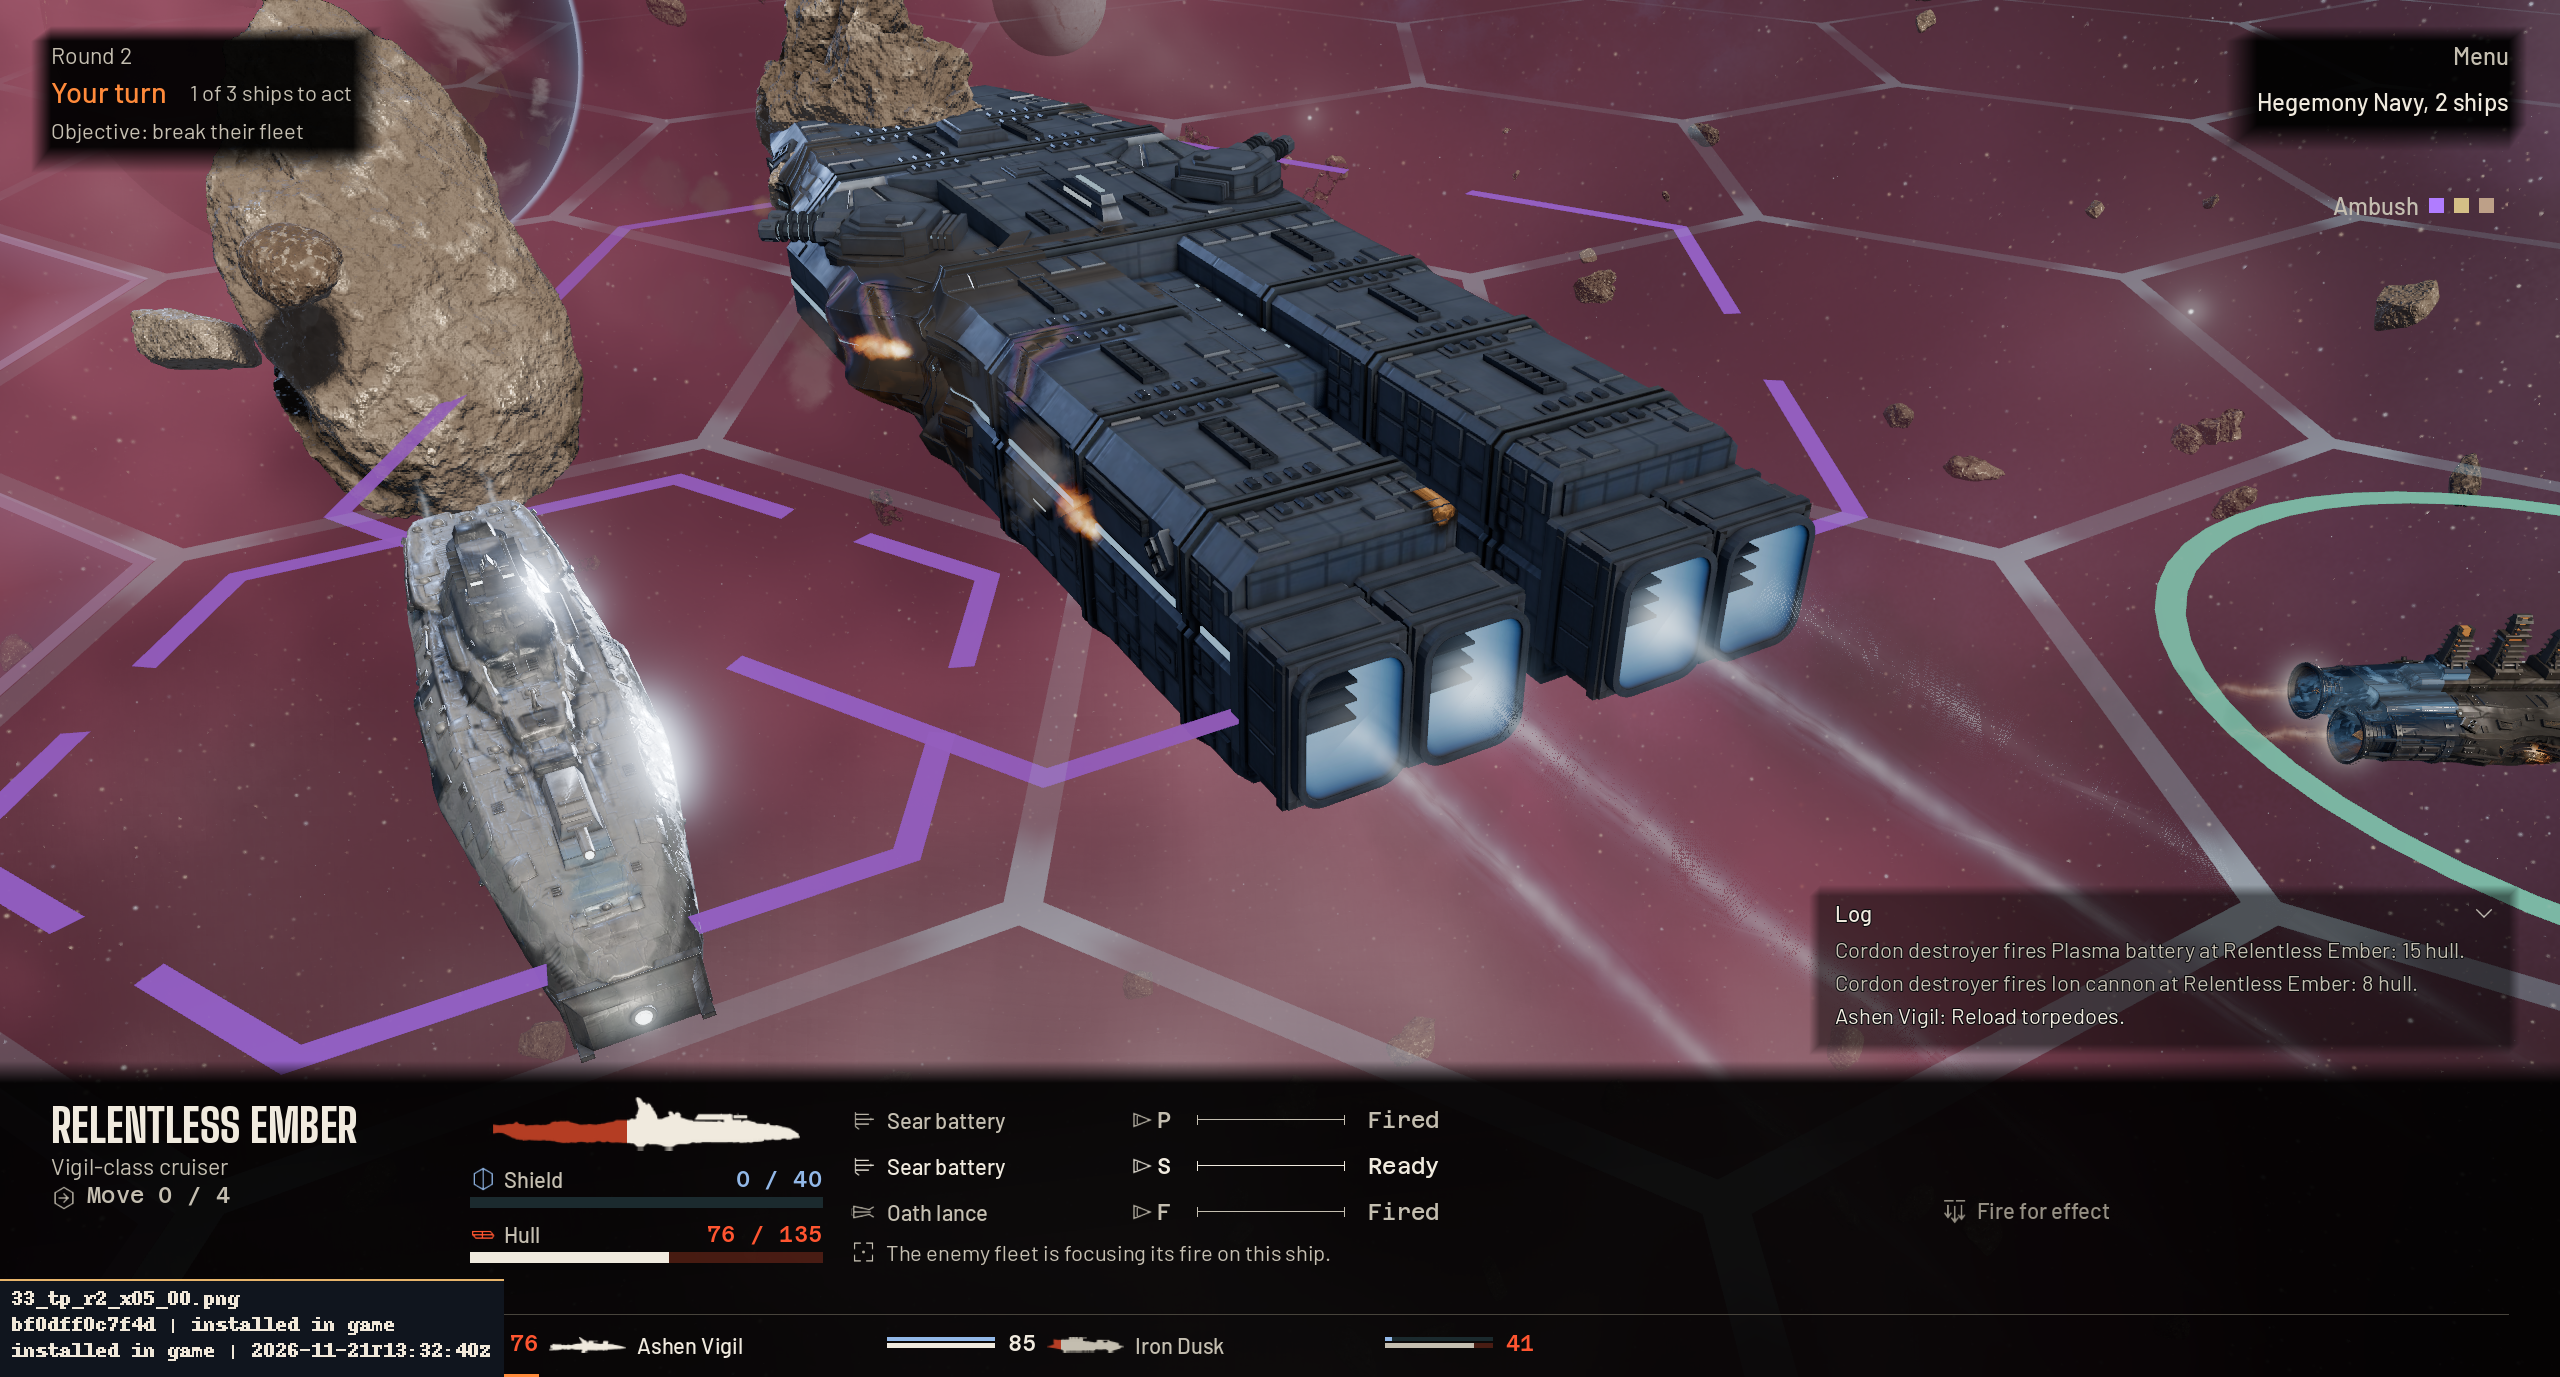 Round 2
Your turn 1 of 3 ships to act
Objective: break their fleet
Menu
Hegemony Navy, 2 ships
Ambush
Log
Cordon destroyer fires Plasma battery at Relentless Ember: 15 hull.
Cordon destroyer fires Ion cannon at Relentless Ember: 8 hull.
Ashen Vigil: Reload torpedoes.
RELENTLESS EMBER
Vigil-class cruiser
Move 0 / 4
Shield 0 / 40
Hull 76 / 135
Sear battery P Fired
Sear battery S Ready
Oath lance F Fired
The enemy fleet is focusing its fire on this ship.
Fire for effect
33_tp_r2_x05_00.png
bf0dff0c7f4d | installed in game
installed in game | 2026-11-21T13:32:40Z
76 Ashen Vigil 85 Iron Dusk 41